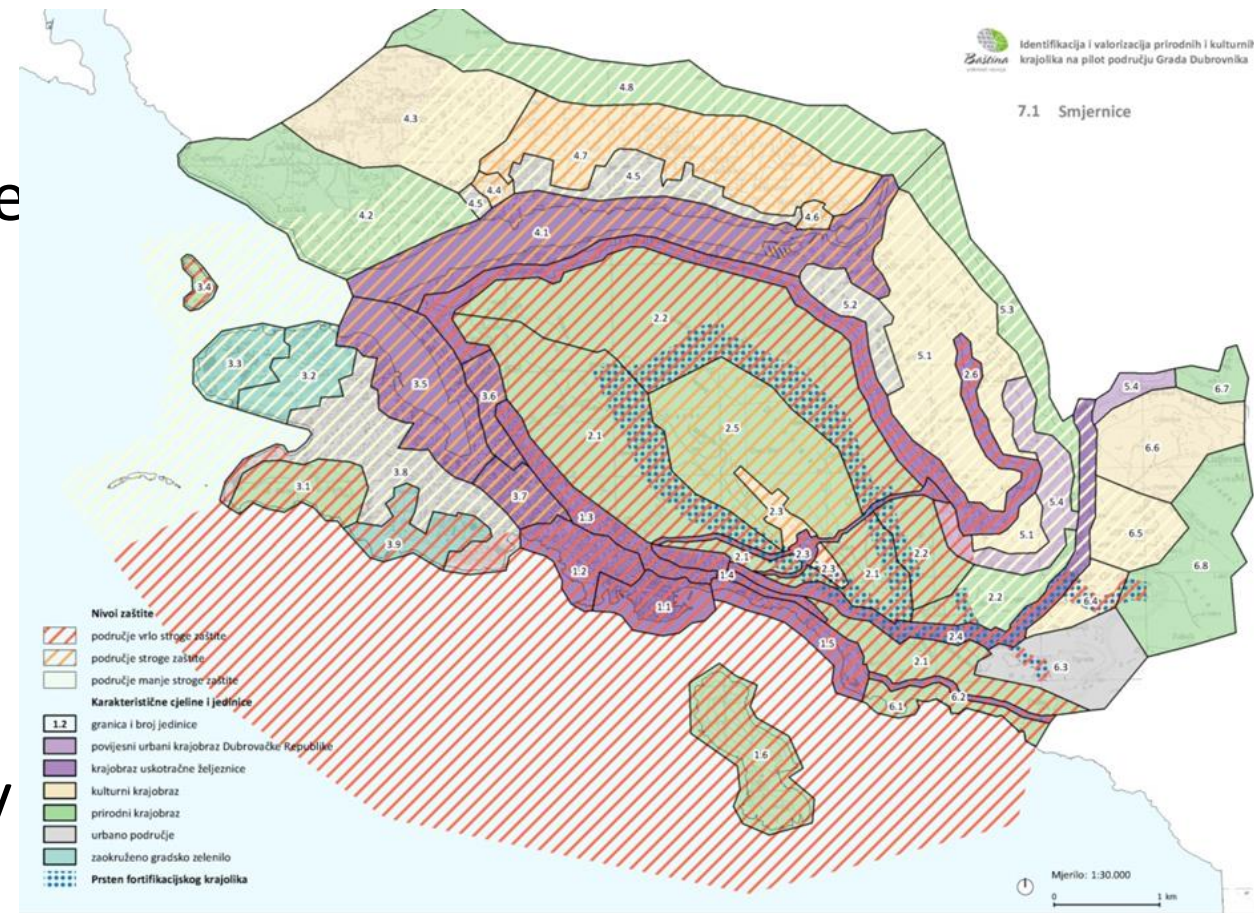 e
y
Baština
Identifikacija i valorizacija prirodnih i kulturnih
krajolika na pilot području Grada Dubrovnika
7.1 Smjernice
4.8
4.3
4.7
4.5
4.4
4.5
4.6
4.2
4.1
3.4
5.2
5.3
2.2
5.1
3.3
3.2
3.5
3.6
2.6
5.4
6.7
2.1
2.5
6.6
3.8
3.1
3.7
2.3
5.4
1.3
5.1
6.5
3.9
2.1
2.3
2.2
1.2
1.4
2.3
2.1
6.8
1.1
2.2
6.4
2.4
1.5
2.1
6.3
6.2
6.1
1.6
Nivoi zaštite
područje vrlo stroge zaštite
područje stroge zaštite
područje manje stroge zaštite
Karakteristične cjeline i jedinice
1.2 granica i broj jedinice
povijesni urbani krajobraz Dubrovačke Republike
krajobraz uskotračne željeznice
kulturni krajobraz
prirodni krajobraz
urbano područje
zaokruženo gradsko zelenilo
Prsten fortifikacijskog krajolika
Mjerilo: 1:30.000
0 1 km